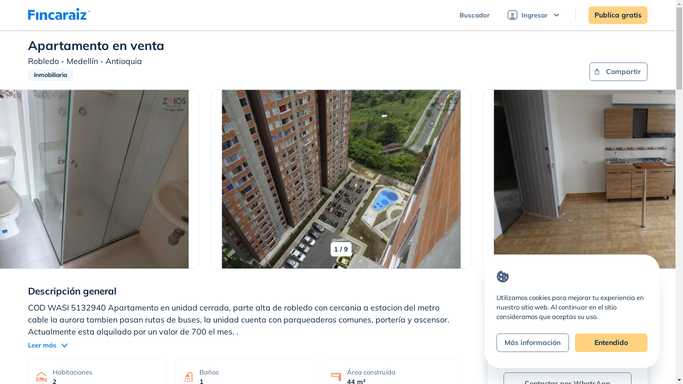 Fincaraiz
Buscador
Ingresar
Publica gratis
Apartamento en venta
Robledo - Medellín - Antioquia
Inmobiliaria
Compartir
1 / 9
Descripción general
COD WASI 5132940 Apartamento en unidad cerrada, parte alta de robledo con cercania a estacion del metro
cable la aurora tambien pasan rutas de buses, la unidad cuenta con parqueaderos comunes, portería y ascensor.
Actualmente esta alquilado por un valor de 700 el mes. .
Leer más
Habitaciones
2
Baños
1
Área construída
44 m²
Utilizamos cookies para mejorar tu experiencia en
nuestro sitio web. Al continuar en el sitio
consideramos que aceptas su uso.
Más información
Entendido
Contactar por WhatsApp